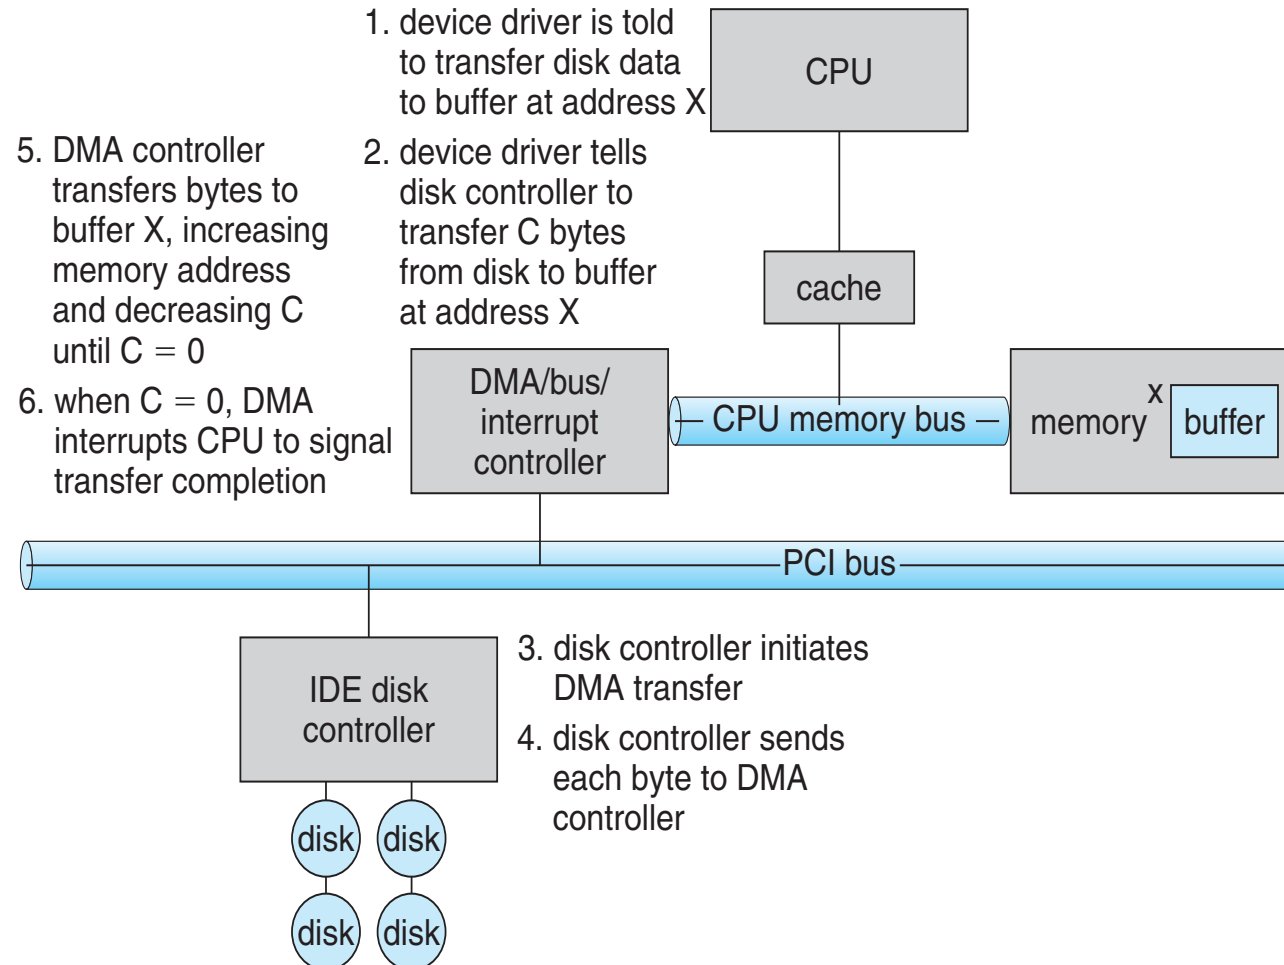 1. device driver is told
to transfer disk data
to buffer at address X
CPU
5. DMA controller
transfers bytes to
buffer X, increasing
memory address
and decreasing C
until C = 0
2. device driver tells
disk controller to
transfer C bytes
from disk to buffer
at address X
cache
6. when C = 0, DMA
interrupts CPU to signal
transfer completion
DMA/bus/
interrupt
controller
CPU memory bus
memory
x
buffer
PCI bus
IDE disk
controller
3. disk controller initiates
DMA transfer
4. disk controller sends
each byte to DMA
controller
disk
disk
disk
disk